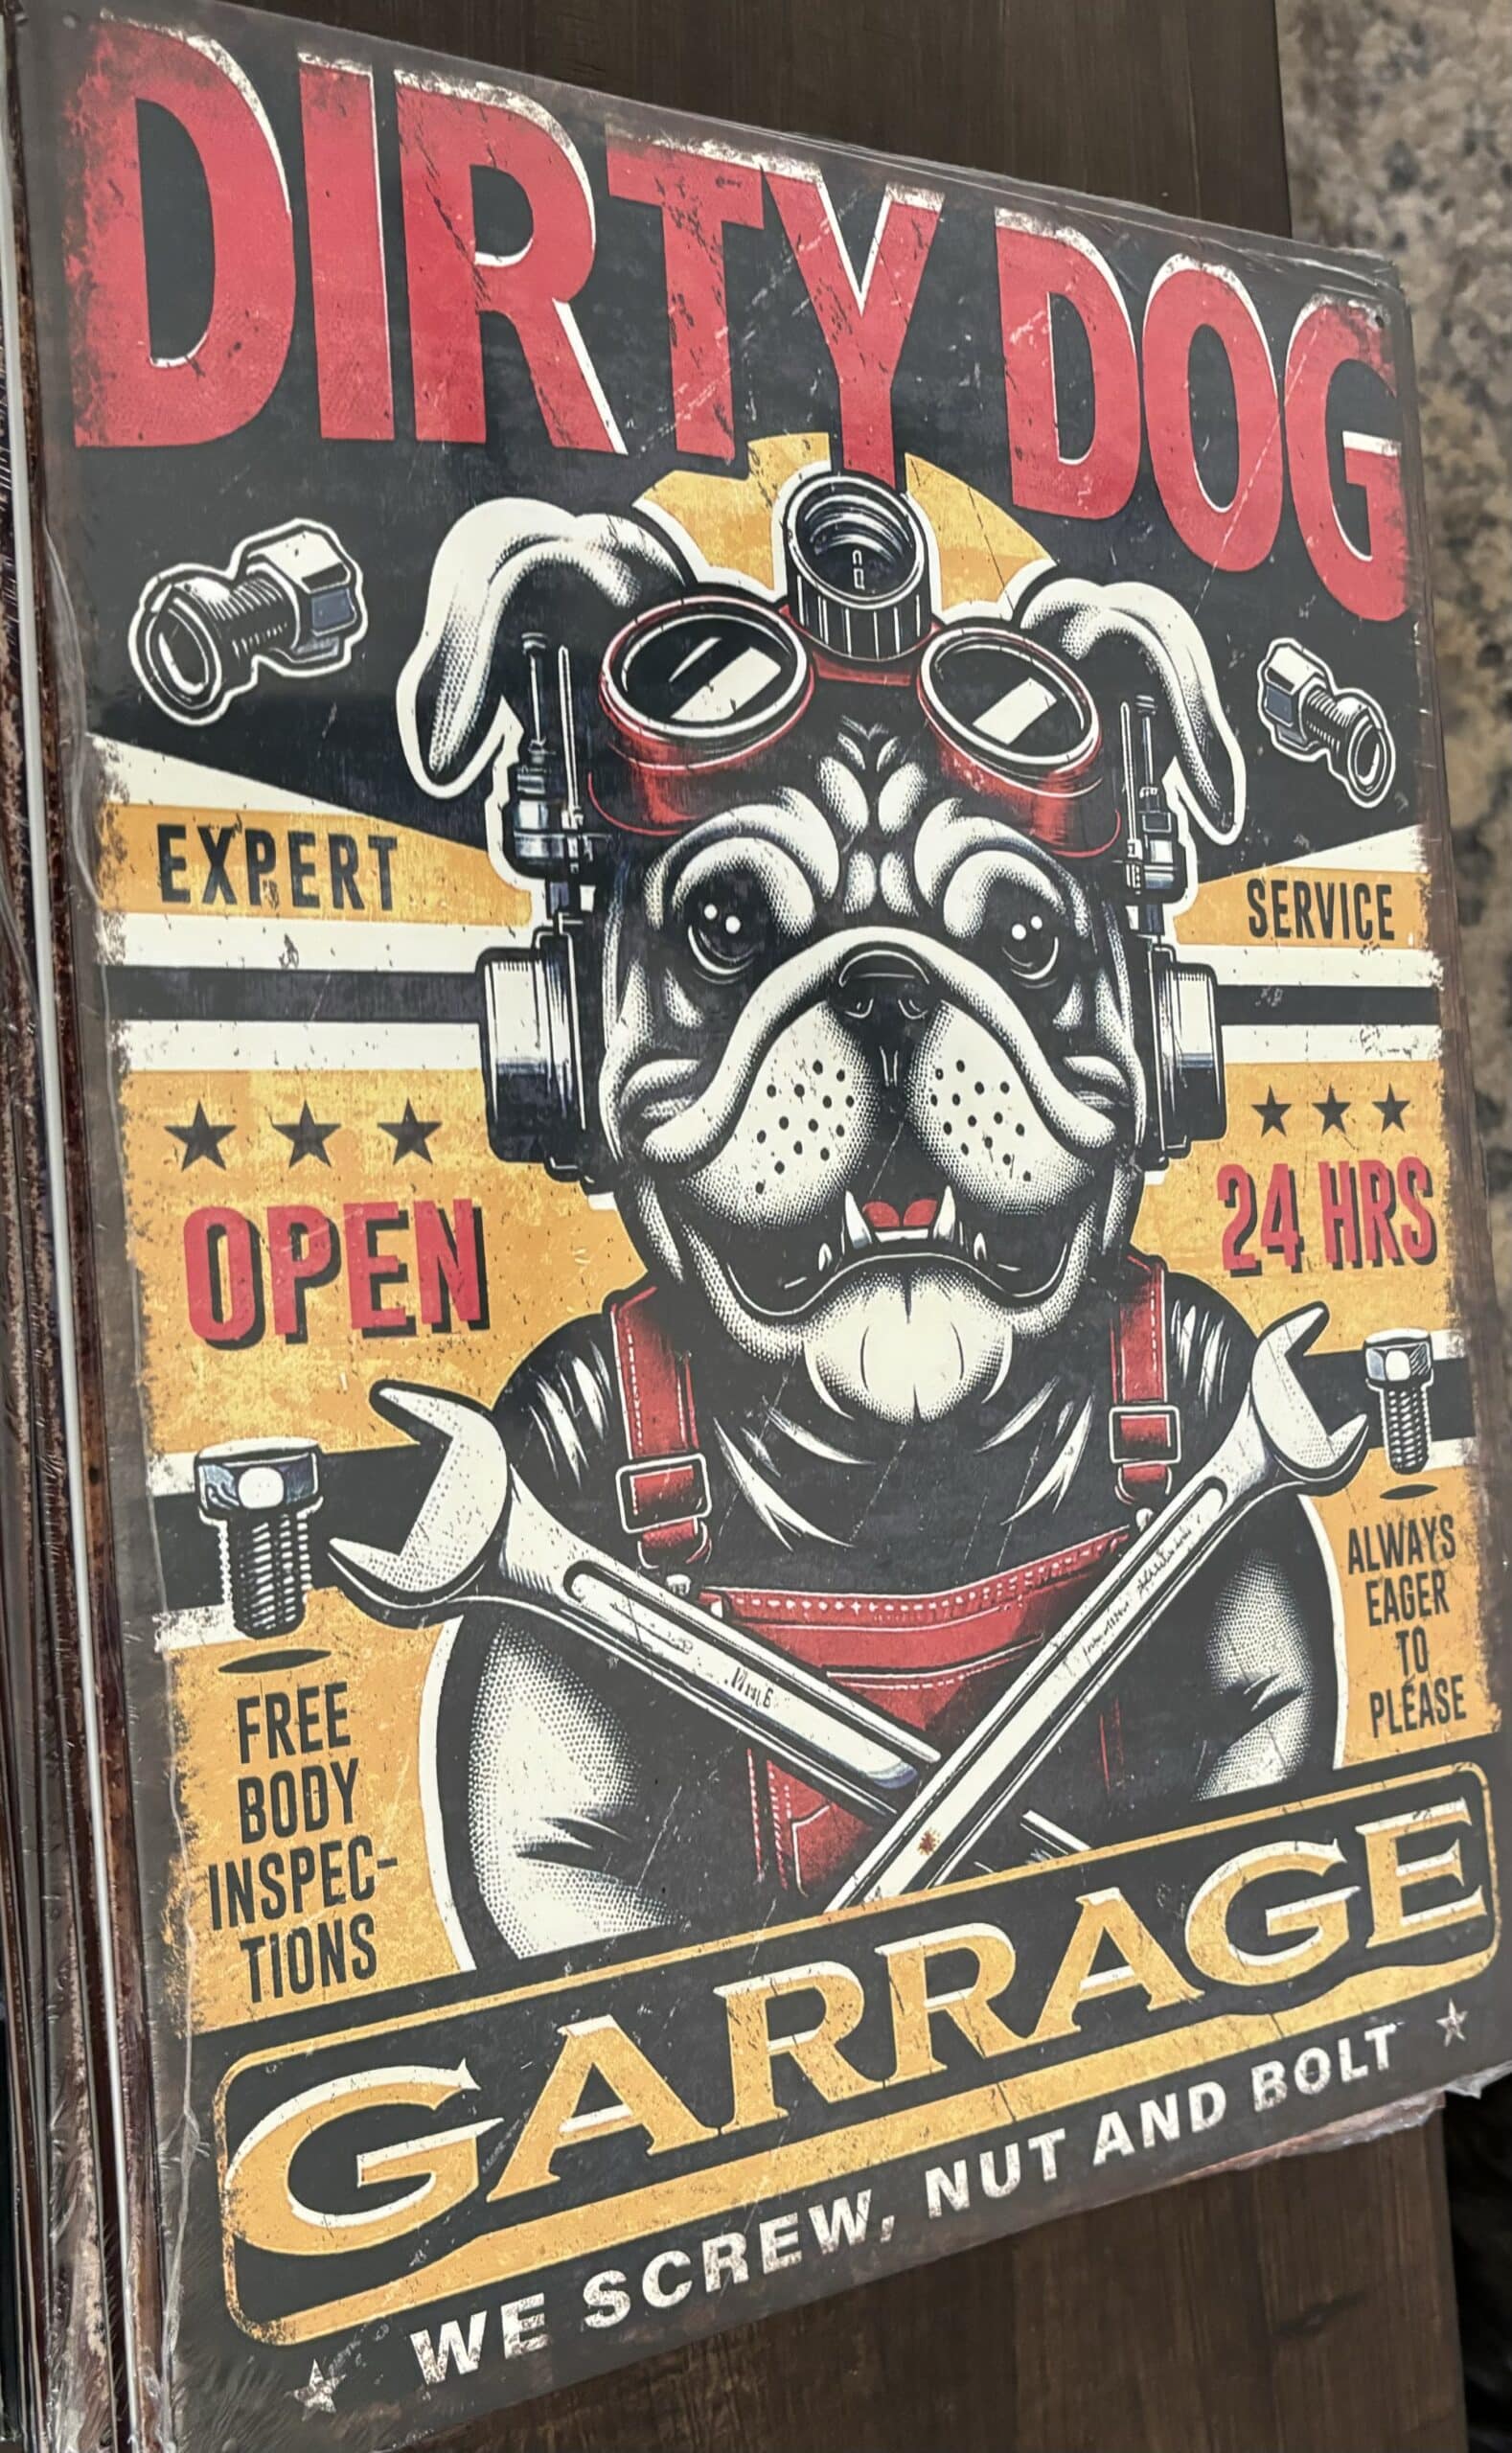 DIRTY DOG
EXPERT
SERVICE
OPEN
24 HRS
FREE
BODY
INSPEC-
TIONS
ALWAYS
EAGER
TO
PLEASE
GARRAGE
WE SCREW, NUT AND BOLT